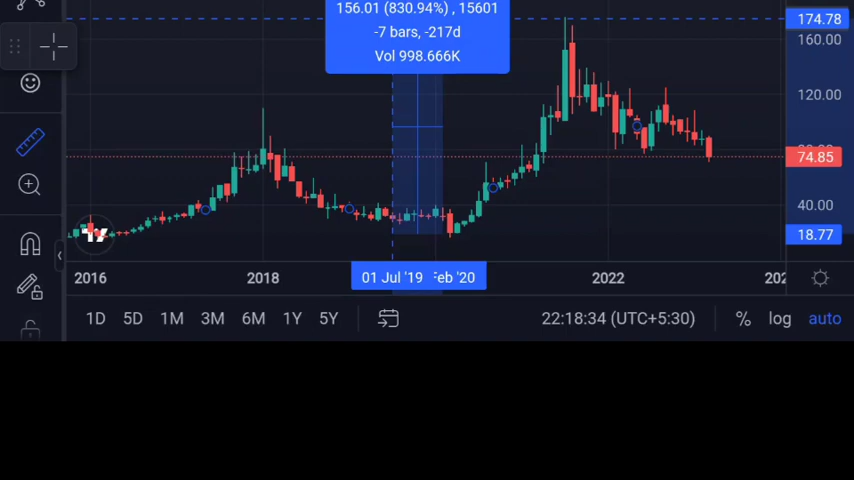 156.01 (830.94%) , 15601
-7 bars, -217d
Vol 998.666K
174.78
160.00
120.00
74.85
40.00
18.77
2016 2018 01 Jul '19 Feb '20 2022
1D 5D 1M 3M 6M 1Y 5Y 22:18:34 (UTC+5:30) % log auto